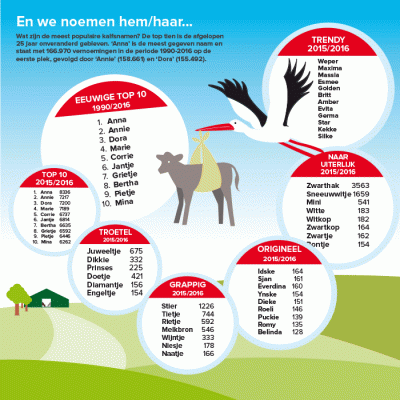 En we noemen hem/haar...
Wat zijn de meest populaire kalfsnamen? De top tien is de afgelopen
25 jaar onveranderd gebleven. 'Anna' is de meest gegeven naam en
staat met 166.970 vernoemingen in de periode 1990-2016 op de
eerste plek, gevolgd door 'Annie' (158.661) en 'Dora' (155.492).
TRENDY
2015/2016
Weper
Maxima
Massia
Esmee
Golden
Britt
Amber
Evita
Germa
Star
Kekke
Silke
EEUWIGE TOP 10
1990/2016
1. Anna
2. Annie
3. Dora
4. Marie
5. Corrie
6. Jantje
7. Grietje
8. Bertha
9. Pietje
10. Mina
NAAR
UITERLIJK
2015/2016
Zwarthak 3563
Sneeuwwitje 1659
Mini 541
Witte 183
Witkop 182
Zwartkop 164
Zwartje 162
Bontje 154
TOP 10
2015/2016
1. Anna 8336
2. Annie 7217
3. Dora 7200
4. Marie 7169
5. Corrie 6737
6. Jantje 6814
7. Bertha 6635
8. Grietje 6592
9. Pietje 6446
10. Mina 6262
TROETEL
2015/2016
Juweeltje 675
Dikkie 332
Prinses 225
Doetje 421
Diamantje 156
Engeltje 154
GRAPPIG
2015/2016
Stier 1226
Tietje 744
Rietje 592
Melkbron 546
Wijntje 333
Niesje 178
Naatje 166
ORIGINEEL
2015/2016
Idske 164
Sjan 161
Everdina 160
Ynske 154
Dieke 151
Roeli 146
Puckie 139
Romy 135
Belinda 128